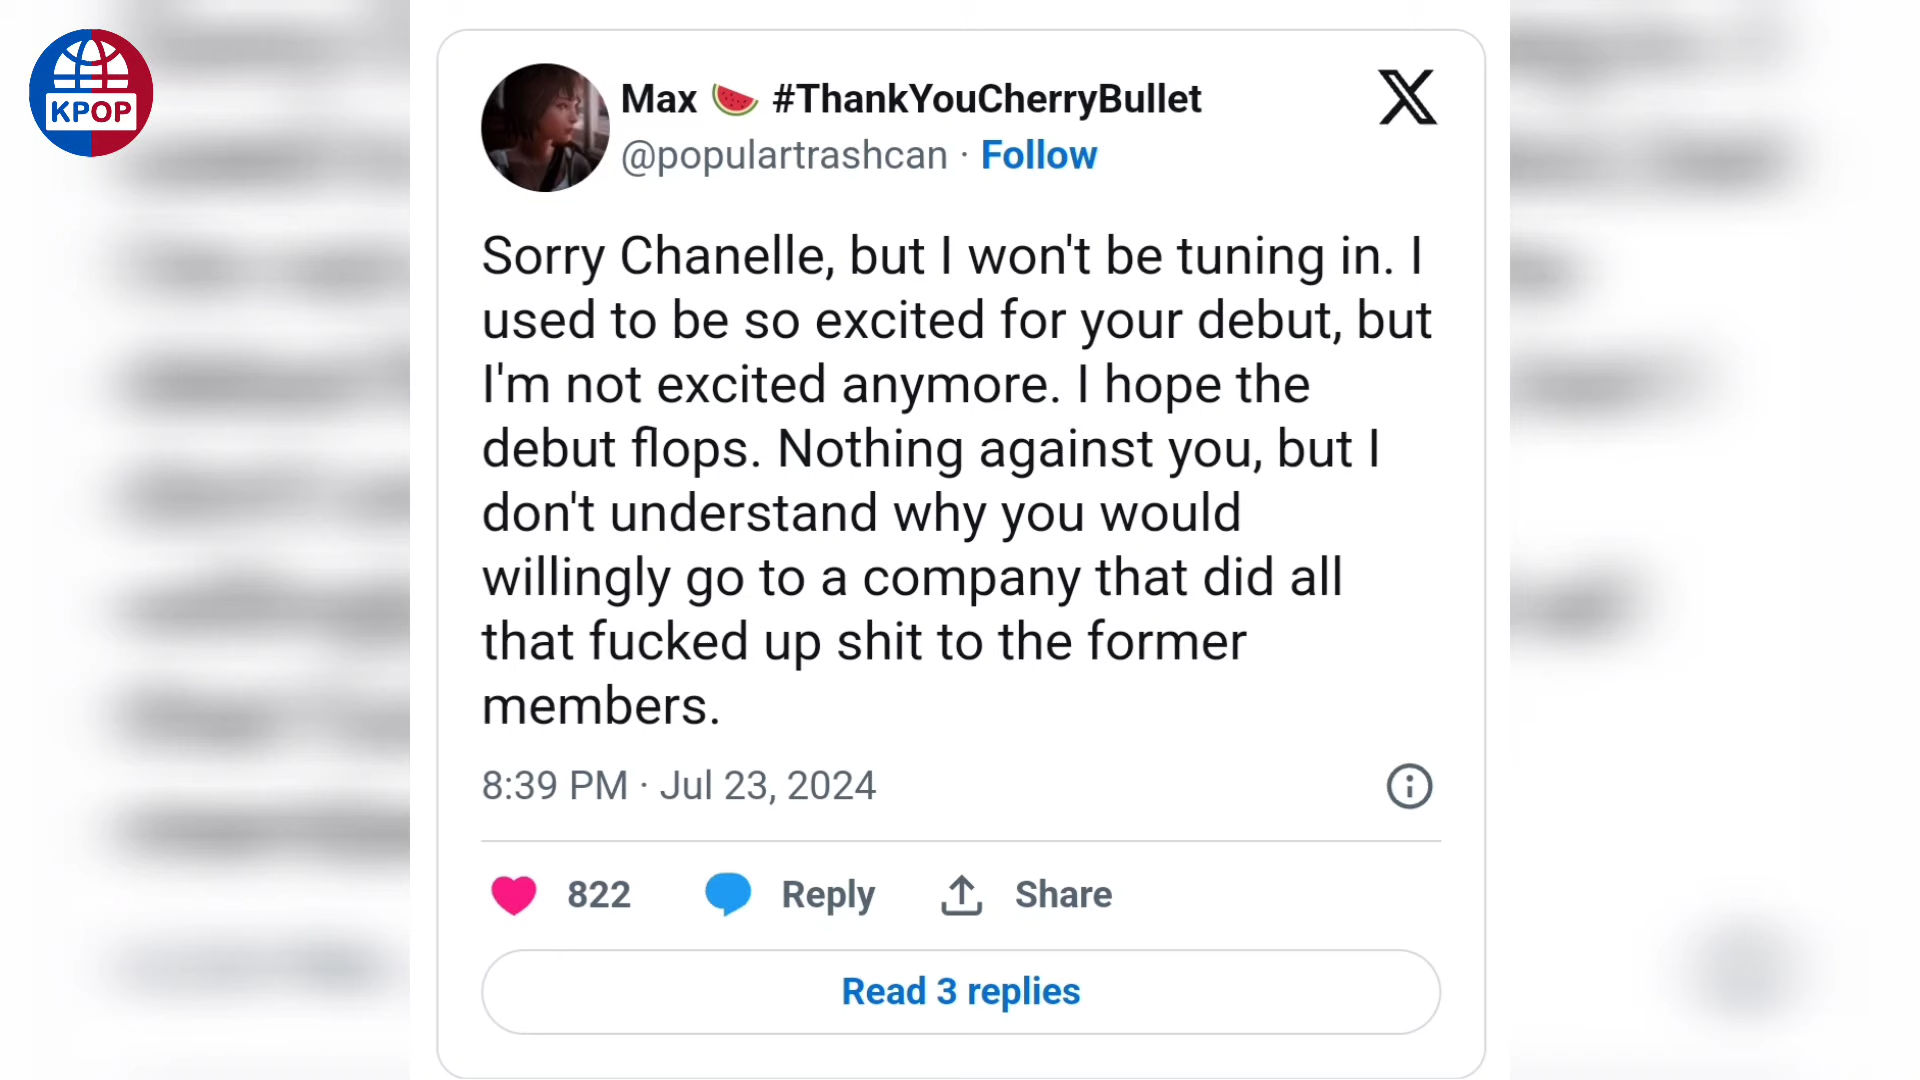 KPOP
Max 🍉 #ThankYouCherryBullet
@populartrashcan · Follow
Sorry Chanelle, but I won't be tuning in. I
used to be so excited for your debut, but
I'm not excited anymore. I hope the
debut flops. Nothing against you, but I
don't understand why you would
willingly go to a company that did all
that fucked up shit to the former
members.
8:39 PM · Jul 23, 2024
822 Reply Share
Read 3 replies